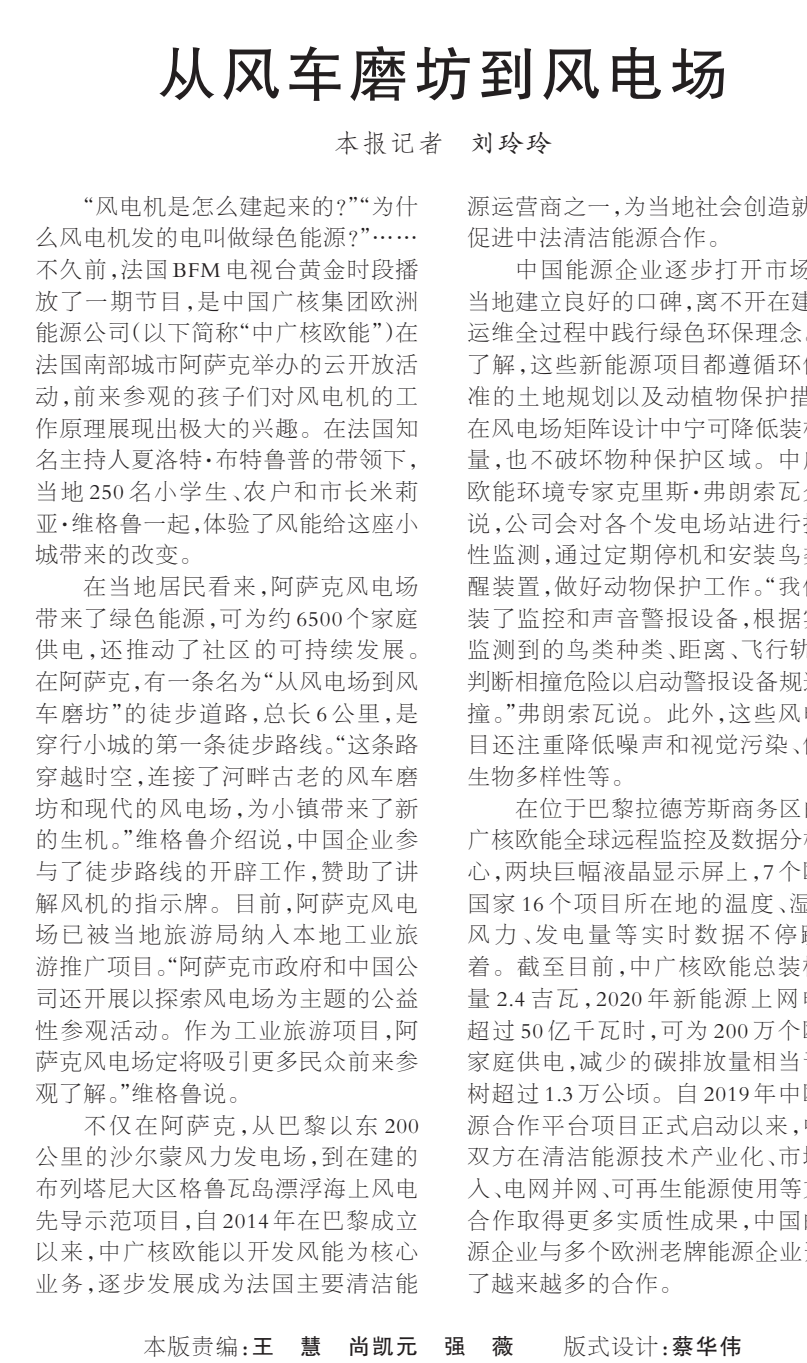 从风车磨坊到风电场
本报记者　刘玲玲
“风电机是怎么建起来的?”“为什
么风电机发的电叫做绿色能源?”……
不久前,法国BFM电视台黄金时段播
放了一期节目,是中国广核集团欧洲
能源公司(以下简称“中广核欧能”)在
法国南部城市阿萨克举办的云开放活
动,前来参观的孩子们对风电机的工
作原理展现出极大的兴趣。在法国知
名主持人夏洛特·布特鲁普的带领下,
当地250名小学生、农户和市长米莉
亚·维格鲁一起,体验了风能给这座小
城带来的改变。
在当地居民看来,阿萨克风电场
带来了绿色能源,可为约6500个家庭
供电,还推动了社区的可持续发展。
在阿萨克,有一条名为“从风电场到风
车磨坊”的徒步道路,总长6公里,是
穿行小城的第一条徒步路线。“这条路
穿越时空,连接了河畔古老的风车磨
坊和现代的风电场,为小镇带来了新
的生机。”维格鲁介绍说,中国企业参
与了徒步路线的开辟工作,赞助了讲
解风机的指示牌。目前,阿萨克风电
场已被当地旅游局纳入本地工业旅
游推广项目。“阿萨克市政府和中国公
司还开展以探索风电场为主题的公益
性参观活动。作为工业旅游项目,阿
萨克风电场定将吸引更多民众前来参
观了解。”维格鲁说。
不仅在阿萨克,从巴黎以东200
公里的沙尔蒙风力发电场,到在建的
布列塔尼大区格鲁瓦岛漂浮海上风电
先导示范项目,自2014年在巴黎成立
以来,中广核欧能以开发风能为核心
业务,逐步发展成为法国主要清洁能
源运营商之一,为当地社会创造就
促进中法清洁能源合作。
中国能源企业逐步打开市场
当地建立良好的口碑,离不开在建
运维全过程中践行绿色环保理念。
了解,这些新能源项目都遵循环
准的土地规划以及动植物保护措
在风电场矩阵设计中宁可降低装
量,也不破坏物种保护区域。中
欧能环境专家克里斯·弗朗索瓦
说,公司会对各个发电场站进行
性监测,通过定期停机和安装鸟
醒装置,做好动物保护工作。“我
装了监控和声音警报设备,根据
监测到的鸟类种类、距离、飞行轨
判断相撞危险以启动警报设备规
撞。”弗朗索瓦说。此外,这些风
目还注重降低噪声和视觉污染、
生物多样性等。
在位于巴黎拉德芳斯商务区
广核欧能全球远程监控及数据分
心,两块巨幅液晶显示屏上,7个
国家16个项目所在地的温度、湿
风力、发电量等实时数据不停
着。截至目前,中广核欧能总装
量2.4吉瓦,2020年新能源上网
超过50亿千瓦时,可为200万个
家庭供电,减少的碳排放量相当
树超过1.3万公顷。自2019年中
源合作平台项目正式启动以来,
双方在清洁能源技术产业化、市
入、电网并网、可再生能源使用等
合作取得更多实质性成果,中国
源企业与多个欧洲老牌能源企业
了越来越多的合作。
本版责编:王　慧　尚凯元　强　薇　　版式设计:蔡华伟